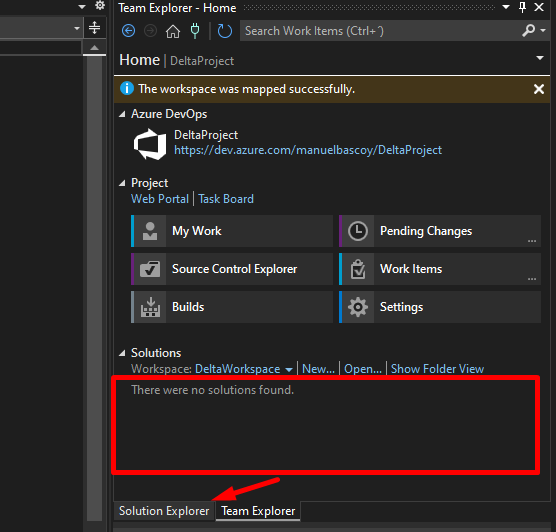 Team Explorer - Home
Search Work Items (Ctrl+´)
Home | DeltaProject
The workspace was mapped successfully.
Azure DevOps
DeltaProject
https://dev.azure.com/manuelbascoy/DeltaProject
Project
Web Portal | Task Board
My Work
Pending Changes
...
Source Control Explorer
Work Items
...
Builds
Settings
Solutions
Workspace: DeltaWorkspace | New... | Open... | Show Folder View
There were no solutions found.
Solution Explorer
Team Explorer